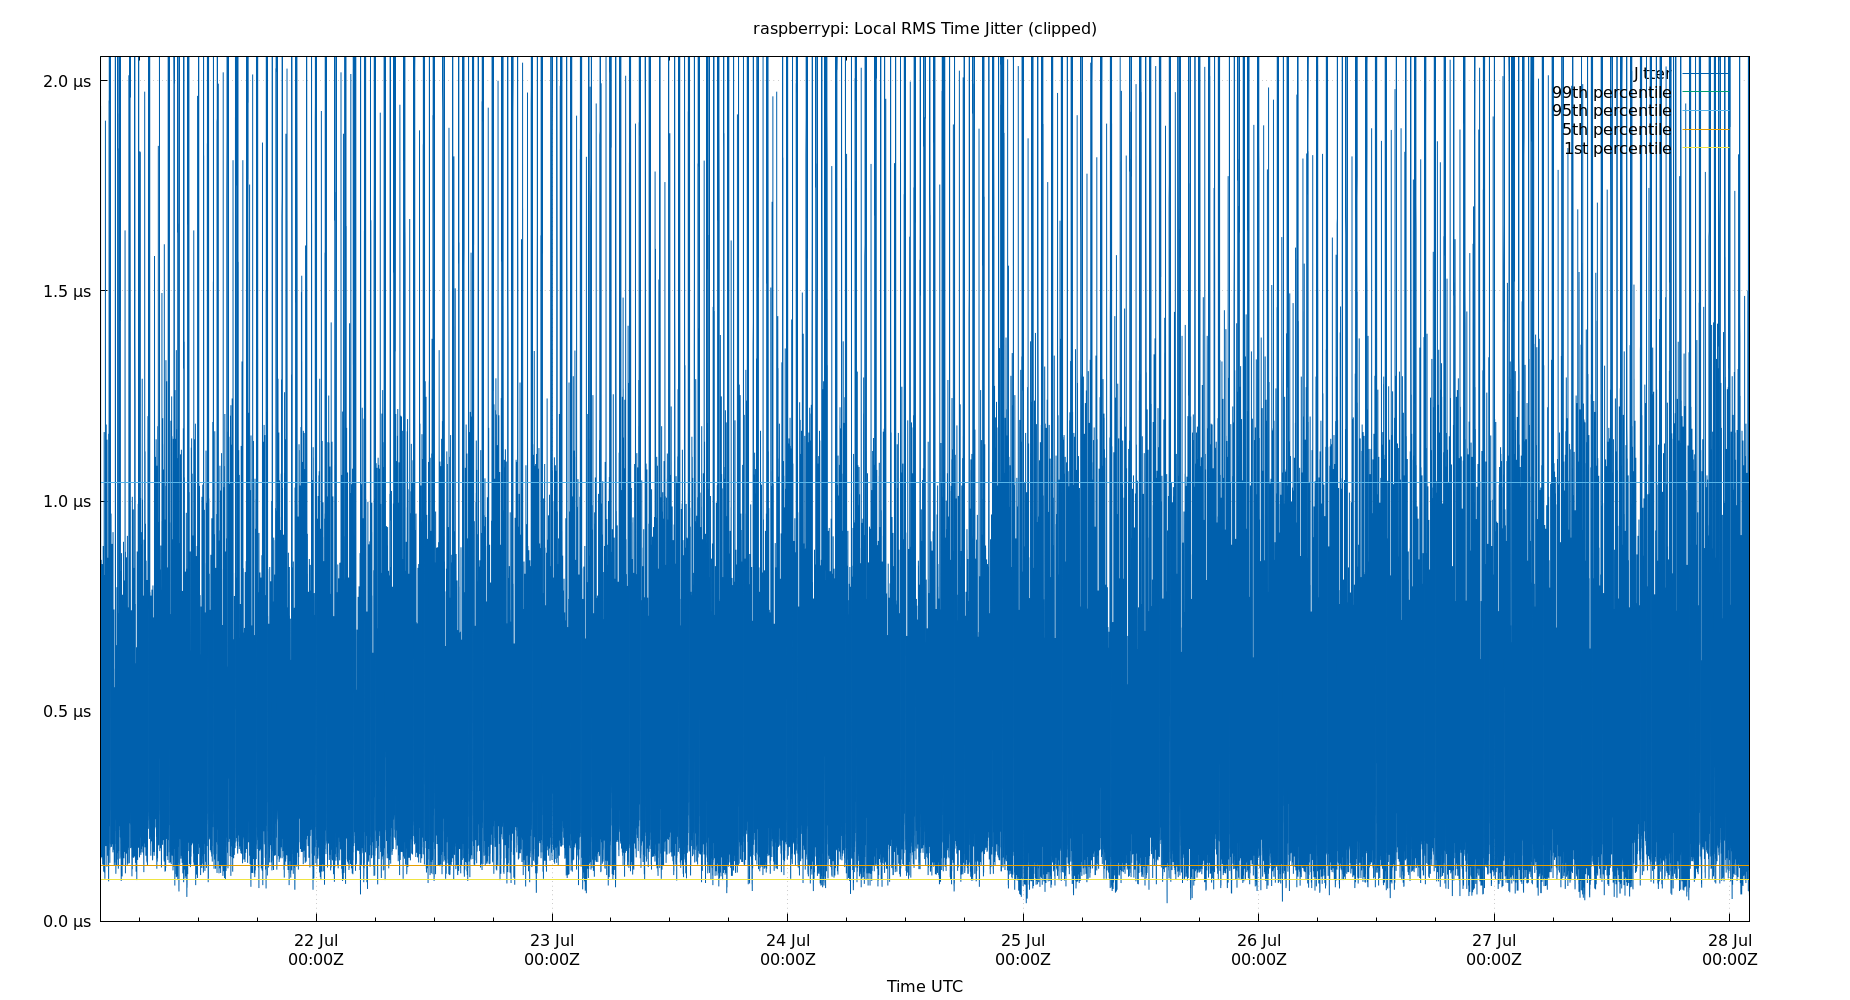 raspberrypi: Local RMS Time Jitter (clipped)
2.0 µs
1.5 µs
1.0 µs
0.5 µs
0.0 µs
Jitter
99th percentile
95th percentile
5th percentile
1st percentile
22 Jul
00:00Z
23 Jul
00:00Z
24 Jul
00:00Z
25 Jul
00:00Z
26 Jul
00:00Z
27 Jul
00:00Z
28 Jul
00:00Z
Time UTC